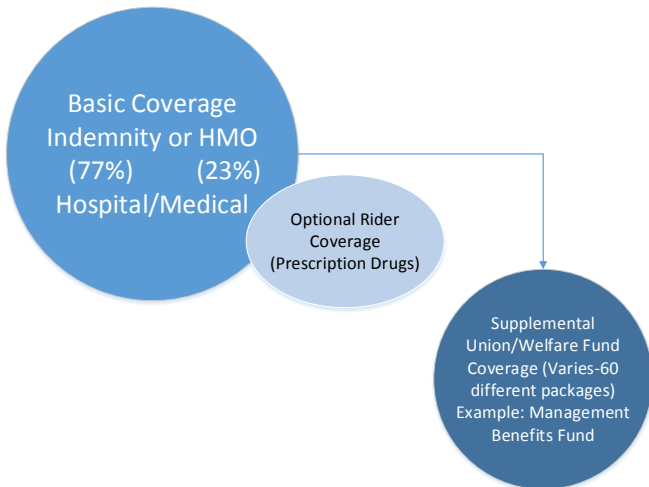 Basic Coverage
Indemnity or HMO
(77%) (23%)
Hospital/Medical
Optional Rider
Coverage
(Prescription Drugs)
Supplemental
Union/Welfare Fund
Coverage (Varies-60
different packages)
Example: Management
Benefits Fund